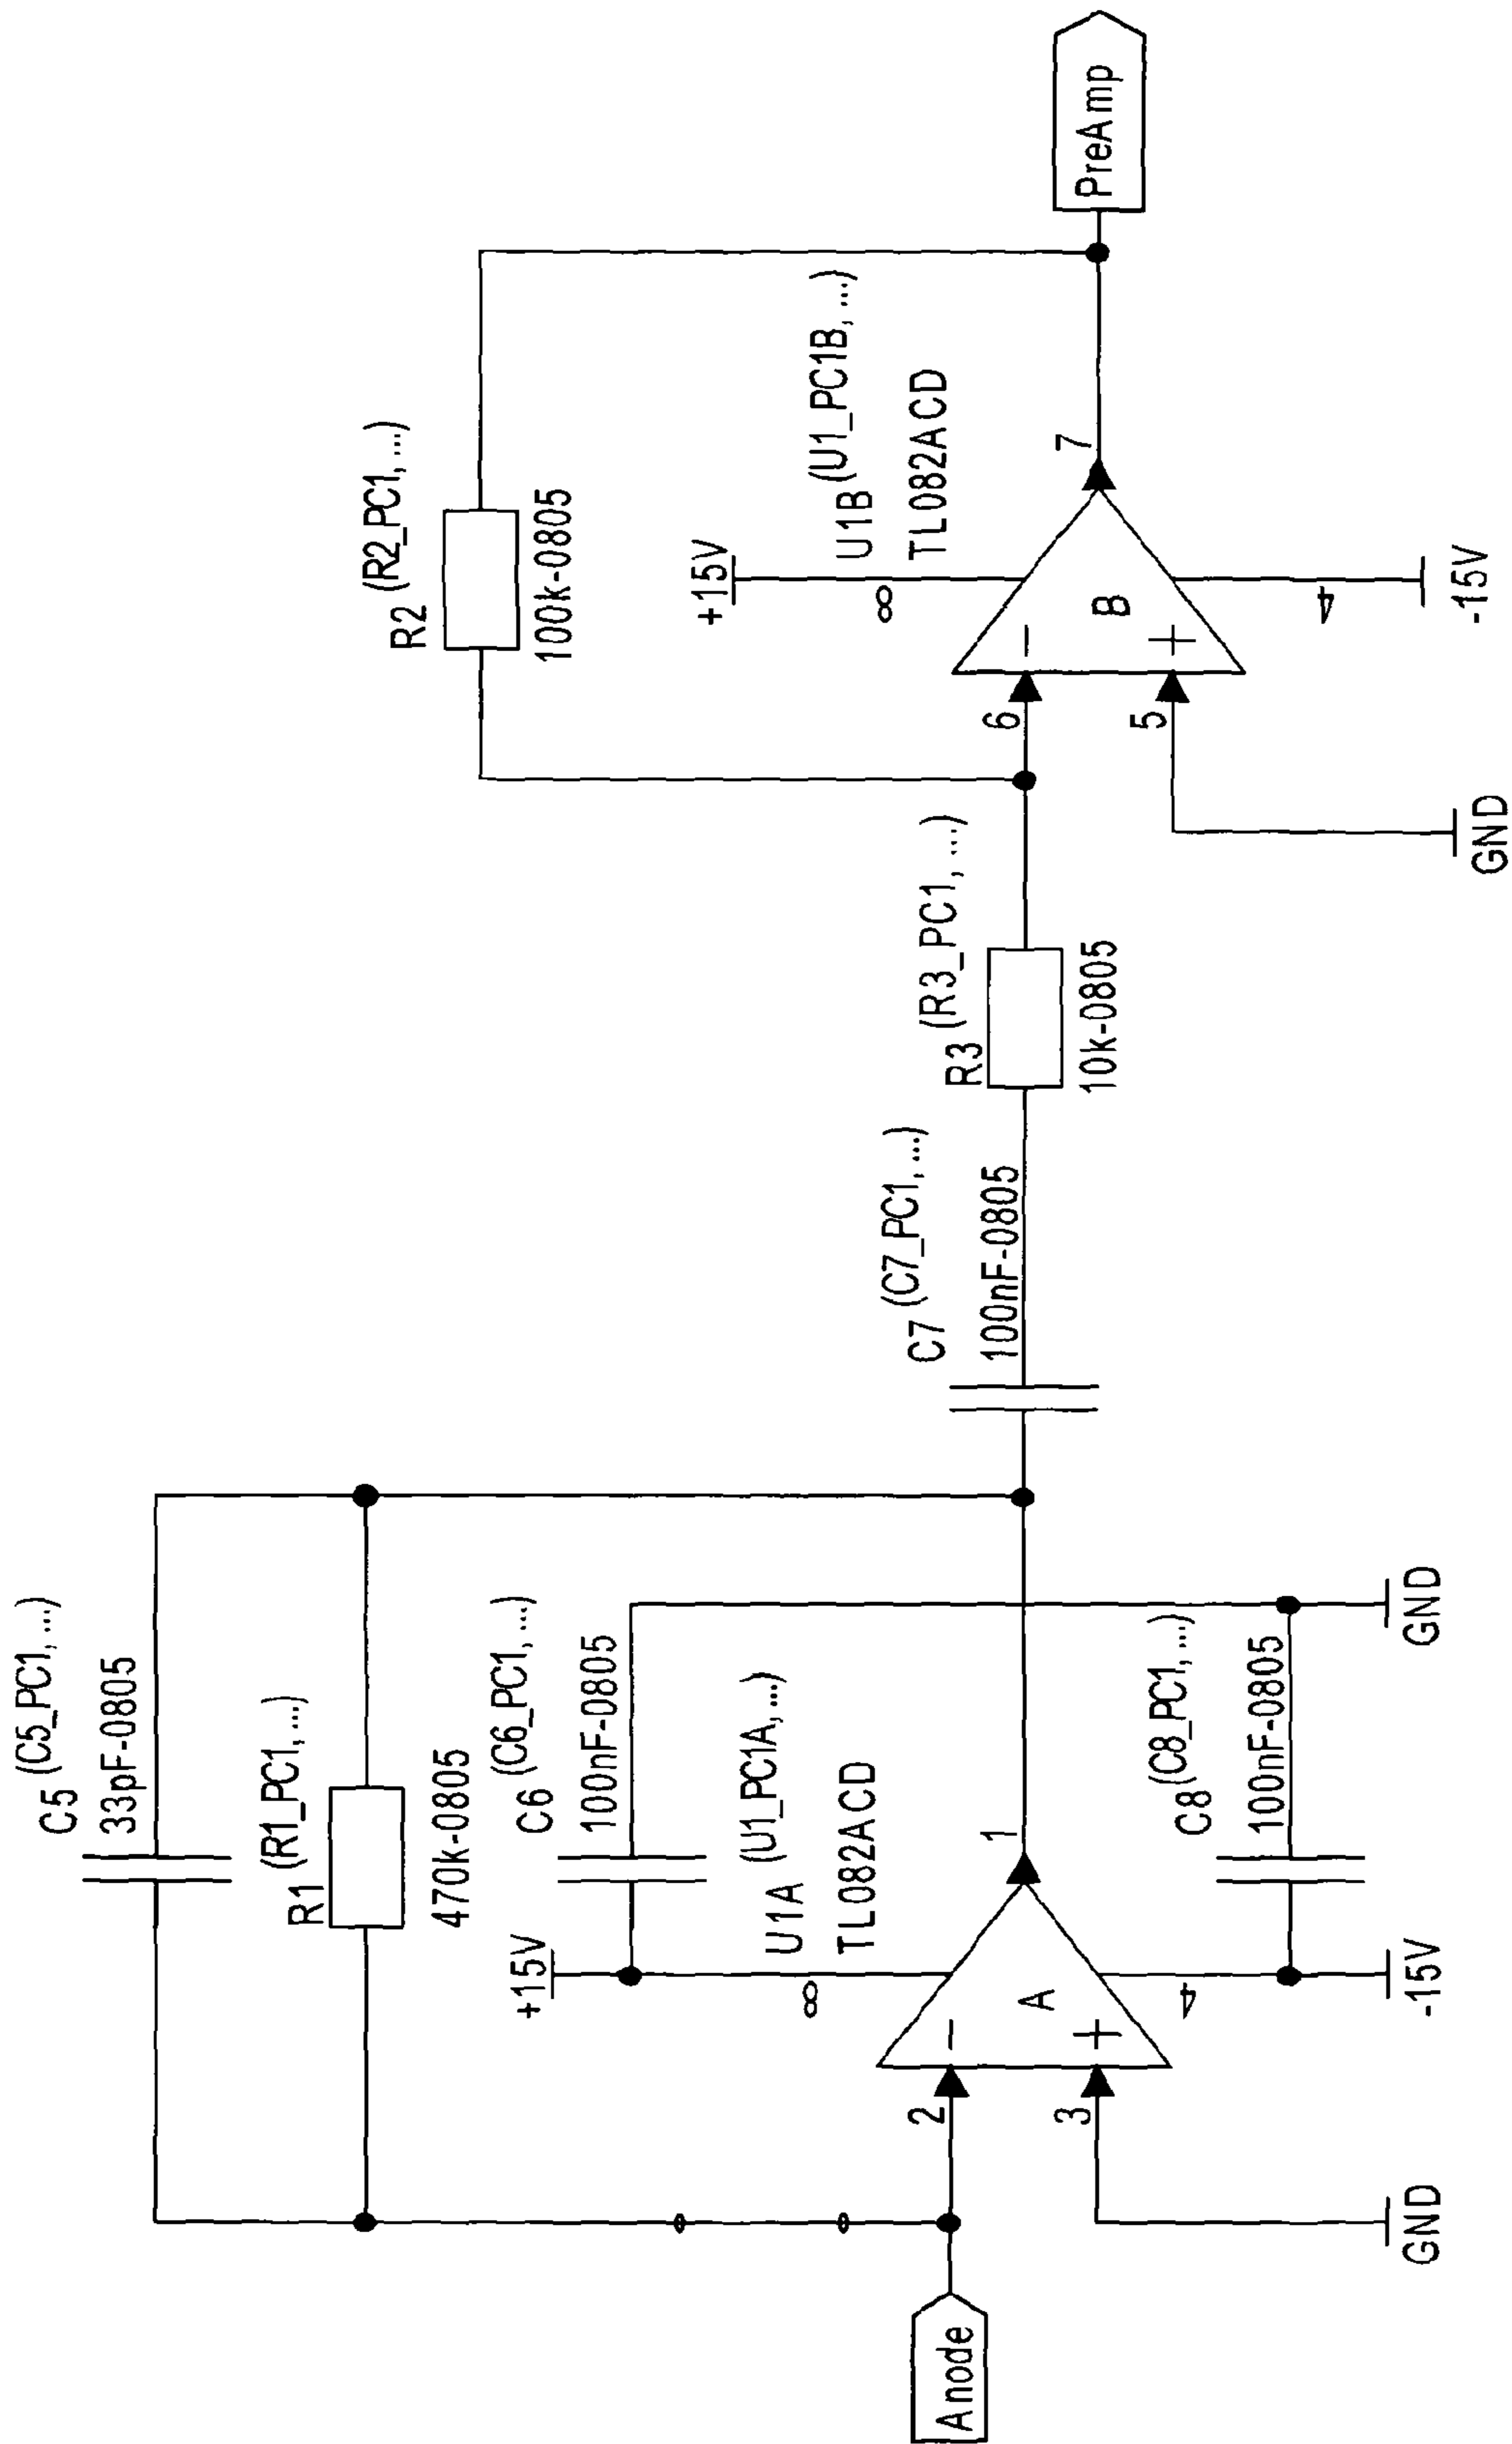 C5 (C5_PC1,...)
33pF-0805
R1 (R1_PC1,...)
470k-0805
C6 (C6_PC1,...)
100nF-0805
+15V
8
U1A (U1_PC1A,...)
TL082ACD
Anode
2
3
-
+
A
1
4
C8 (C8_PC1,...)
100nF-0805
-15V
GND
GND
C7 (C7_PC1,...)
100nF-0805
R3 (R3_PC1,...)
10k-0805
R2 (R2_PC1,...)
100k-0805
+15V
8
U1B (U1_PC1B,...)
TL082ACD
6
5
-
+
B
7
4
-15V
GND
PreAmp